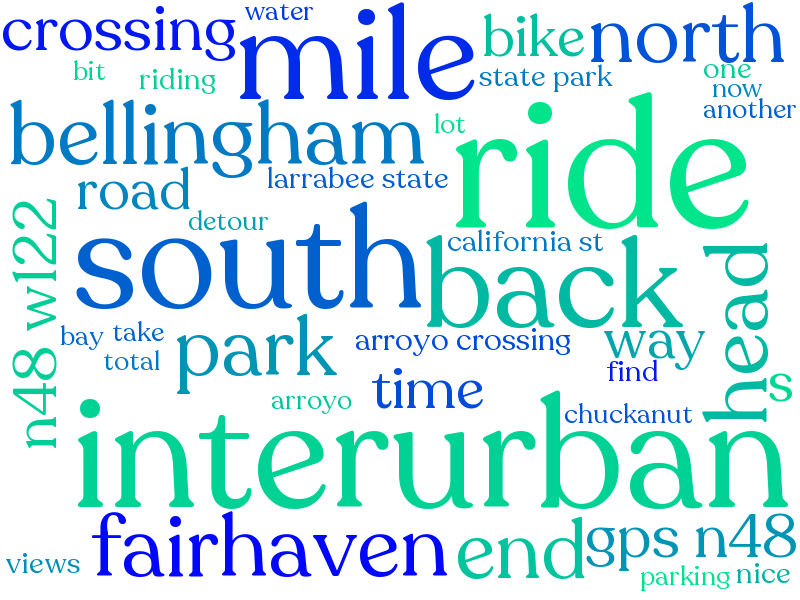 water
crossing
mile
bike
north
bit
riding
state park
one
now
another
bellingham
lot
ride
road
larrabee state
detour
n48 w122
south
california st
back
head
bay
take
total
park
arroyo crossing
way
find
time
s
arroyo
chuckanut
interurban
fairhaven
end
gps n48
views
parking
nice